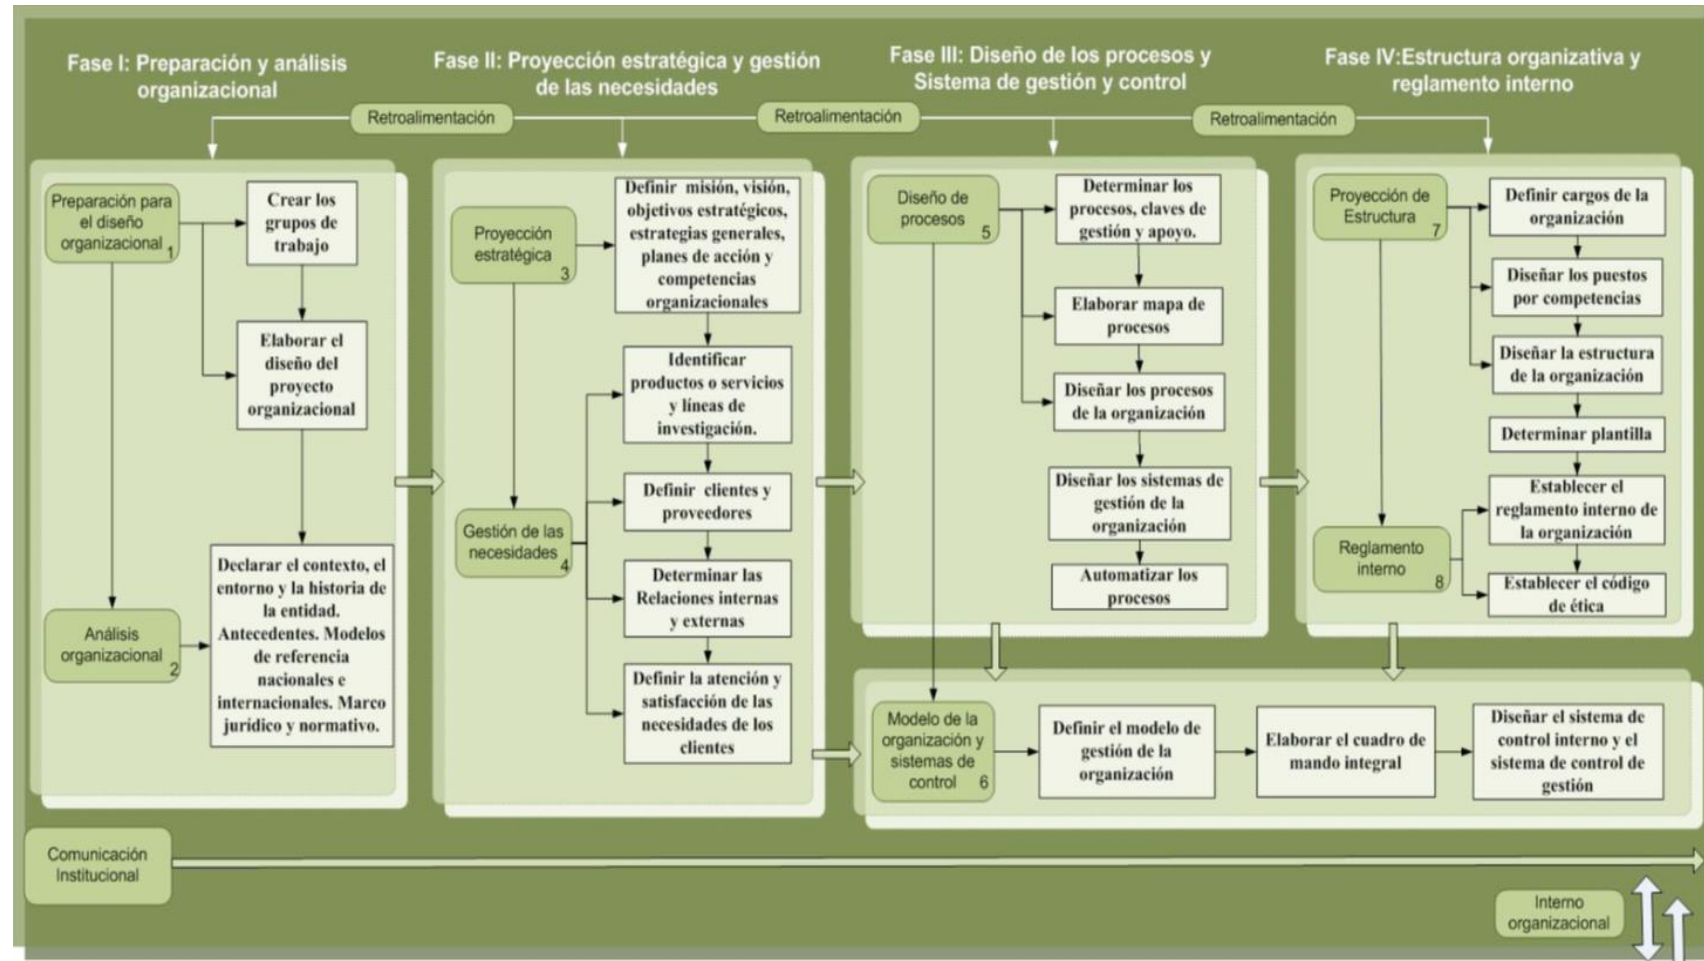 Fase I: Preparación y análisis
organizacional
Fase II: Proyección estratégica y gestión
de las necesidades
Fase III: Diseño de los procesos y
Sistema de gestión y control
Fase IV:Estructura organizativa y
reglamento interno
Retroalimentación
Retroalimentación
Retroalimentación
Preparación para
el diseño
organizacional
1
Crear los
grupos de
trabajo
Elaborar el
diseño del
proyecto
organizacional
Análisis
organizacional
2
Declarar el contexto, el
entorno y la historia de
la entidad.
Antecedentes. Modelos
de referencia
nacionales e
internacionales. Marco
jurídico y normativo.
Proyección
estratégica
3
Definir misión, visión,
objetivos estratégicos,
estrategias generales,
planes de acción y
competencias
organizacionales
Identificar
productos o servicios
y líneas de
investigación.
Gestión de las
necesidades
4
Definir clientes y
proveedores
Determinar las
Relaciones internas
y externas
Definir la atención y
satisfacción de las
necesidades de los
clientes
Diseño de
procesos
5
Determinar los
procesos, claves de
gestión y apoyo.
Elaborar mapa de
procesos
Diseñar los procesos
de la organización
Diseñar los sistemas de
gestión de la
organización
Automatizar los
procesos
Proyección de
Estructura
7
Definir cargos de la
organización
Diseñar los puestos
por competencias
Diseñar la estructura
de la organización
Determinar plantilla
Reglamento
interno
8
Establecer el
reglamento interno de
la organización
Establecer el código
de ética
Modelo de la
organización y
sistemas de
control
6
Definir el modelo de
gestión de la
organización
Elaborar el cuadro de
mando integral
Diseñar el sistema de
control interno y el
sistema de control de
gestión
Comunicación
Institucional
Interno
organizacional